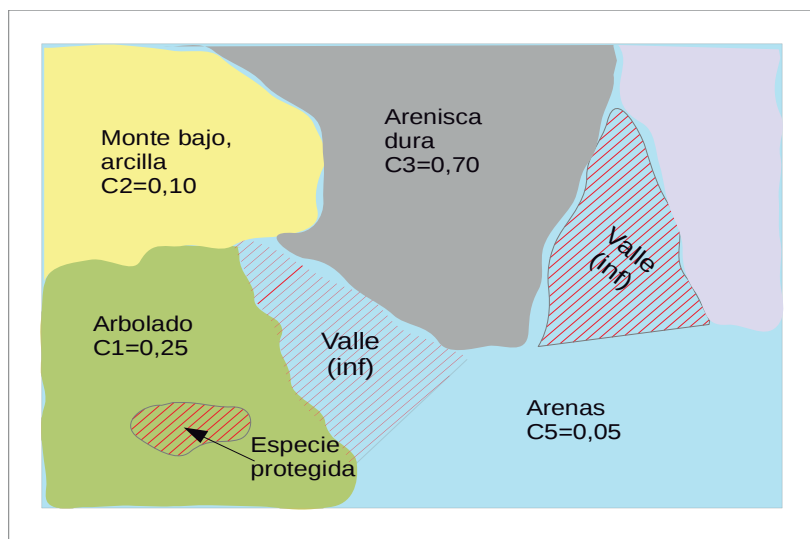 Monte bajo,
arcilla
C2=0,10
Arenisca
dura
C3=0,70
Valle
(inf)
Arbolado
C1=0,25
Valle
(inf)
Arenas
C5=0,05
Especie
protegida